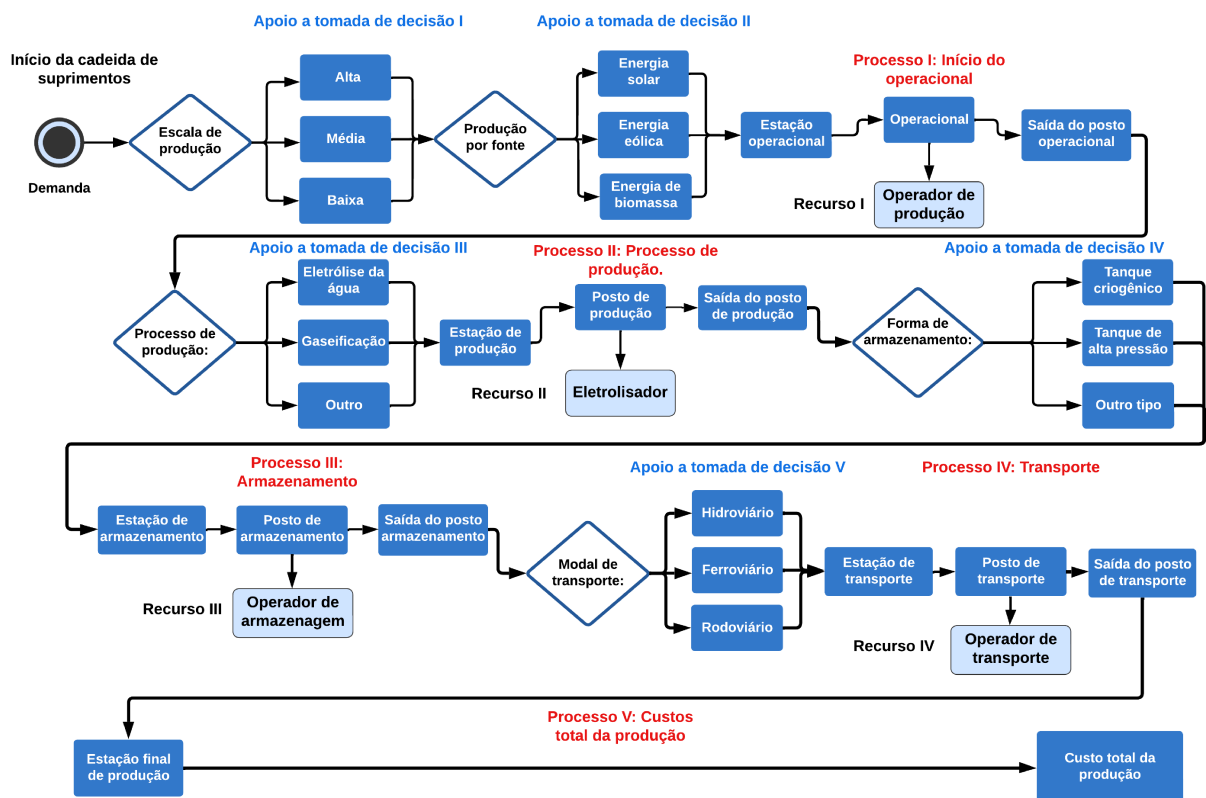 Apoio a tomada de decisão I
Apoio a tomada de decisão II
Início da cadeida de
suprimentos
Demanda
Escala de
produção
Alta
Média
Baixa
Produção
por fonte
Energia
solar
Energia
eólica
Energia de
biomassa
Estação
operacional
Processo I: Início do
operacional
Operacional
Recurso I
Operador de
produção
Saída do posto
operacional
Apoio a tomada de decisão III
Processo II: Processo de
produção.
Apoio a tomada de decisão IV
Processo de
produção:
Eletrólise da
água
Gaseificação
Outro
Estação de
produção
Posto de
produção
Recurso II
Eletrolisador
Saída do posto
de produção
Forma de
armazenamento:
Tanque
criogênico
Tanque de
alta pressão
Outro tipo
Processo III:
Armazenamento
Apoio a tomada de decisão V
Processo IV: Transporte
Estação de
armazenamento
Posto de
armazenamento
Recurso III
Operador de
armazenagem
Saída do posto
armazenamento
Modal de
transporte:
Hidroviário
Ferroviário
Rodoviário
Estação de
transporte
Posto de
transporte
Recurso IV
Operador de
transporte
Saída do posto
de transporte
Processo V: Custos
total da produção
Estação final
de produção
Custo total da
produção